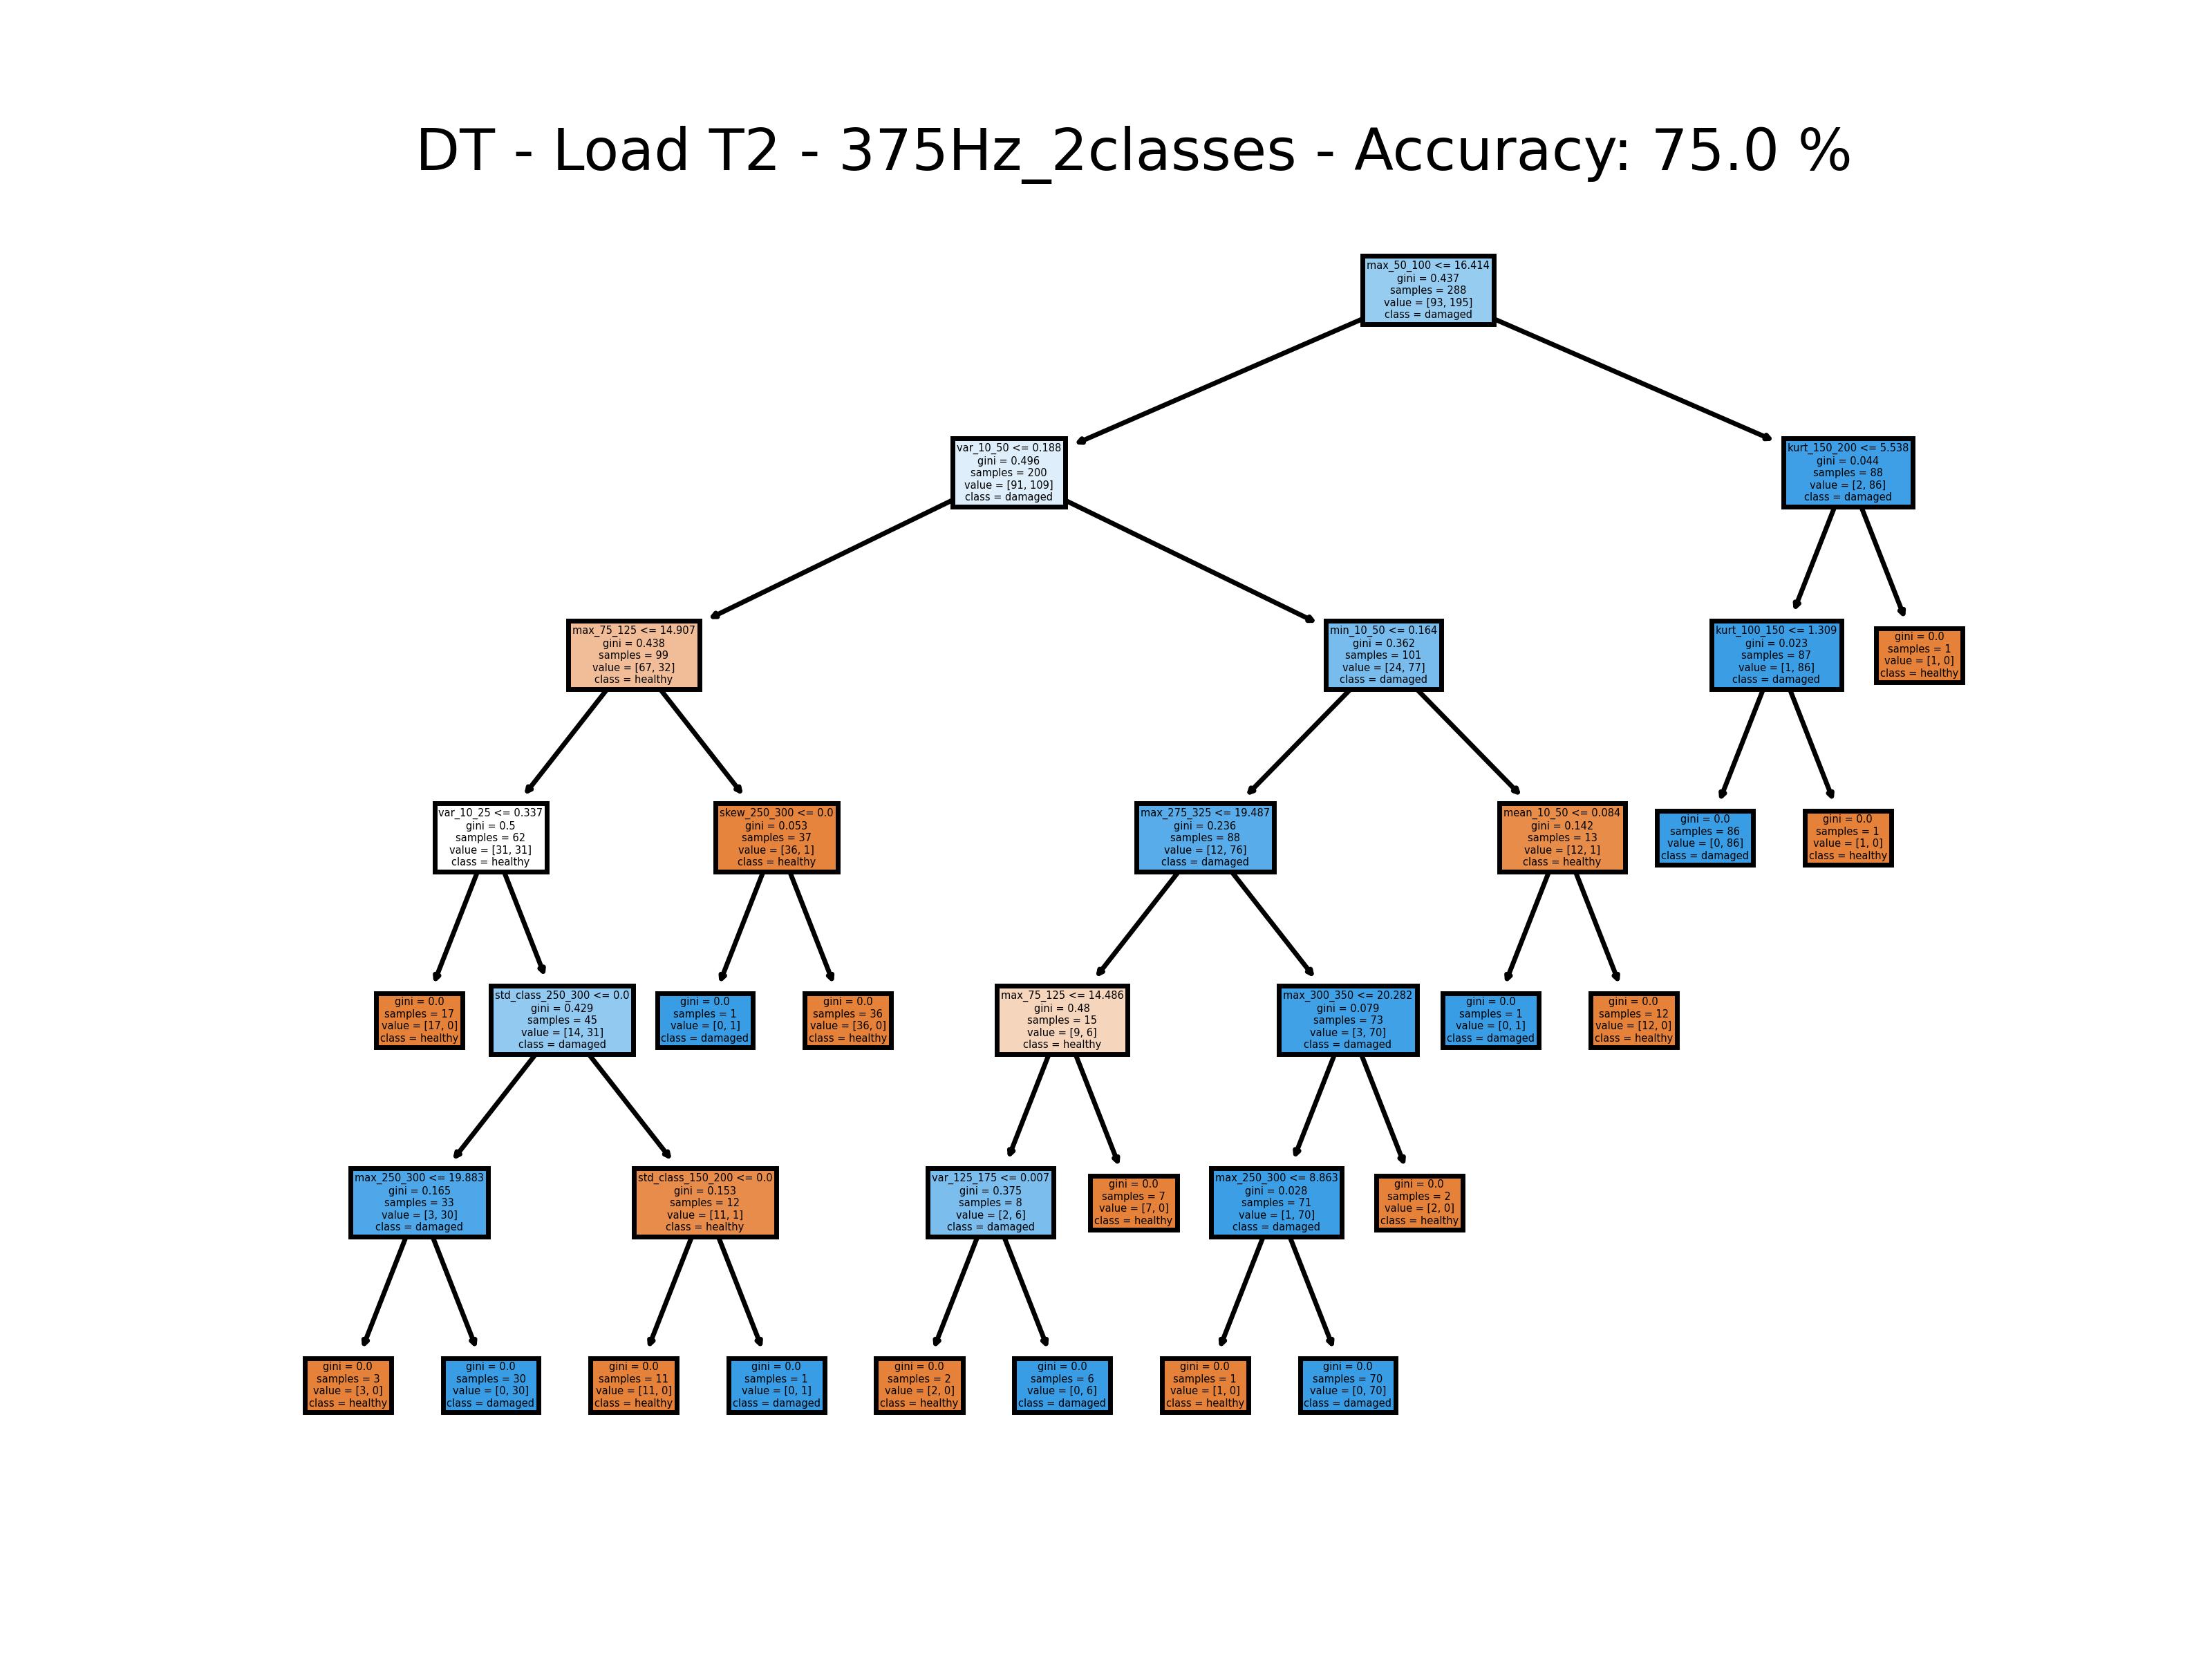 DT - Load T2 - 375Hz_2classes - Accuracy: 75.0 %
max_50_100 <= 16.414
gini = 0.437
samples = 288
value = [93, 195]
class = damaged
var_10_50 <= 0.188
gini = 0.496
samples = 200
value = [91, 109]
class = damaged
kurt_150_200 <= 5.538
gini = 0.044
samples = 88
value = [2, 86]
class = damaged
max_75_125 <= 14.907
gini = 0.438
samples = 99
value = [67, 32]
class = healthy
min_10_50 <= 0.164
gini = 0.362
samples = 101
value = [24, 77]
class = damaged
kurt_100_150 <= 1.309
gini = 0.023
samples = 87
value = [1, 86]
class = damaged
gini = 0.0
samples = 1
value = [1, 0]
class = healthy
var_10_25 <= 0.337
gini = 0.5
samples = 62
value = [31, 31]
class = healthy
skew_250_300 <= 0.0
gini = 0.053
samples = 37
value = [36, 1]
class = healthy
max_275_325 <= 19.487
gini = 0.236
samples = 88
value = [12, 76]
class = damaged
mean_10_50 <= 0.084
gini = 0.142
samples = 13
value = [12, 1]
class = healthy
gini = 0.0
samples = 86
value = [0, 86]
class = damaged
gini = 0.0
samples = 1
value = [1, 0]
class = healthy
gini = 0.0
samples = 17
value = [17, 0]
class = healthy
std_class_250_300 <= 0.0
gini = 0.429
samples = 45
value = [14, 31]
class = damaged
gini = 0.0
samples = 1
value = [0, 1]
class = damaged
gini = 0.0
samples = 36
value = [36, 0]
class = healthy
max_75_125 <= 14.486
gini = 0.48
samples = 15
value = [9, 6]
class = healthy
max_300_350 <= 20.282
gini = 0.079
samples = 73
value = [3, 70]
class = damaged
gini = 0.0
samples = 1
value = [0, 1]
class = damaged
gini = 0.0
samples = 12
value = [12, 0]
class = healthy
max_250_300 <= 19.883
gini = 0.165
samples = 33
value = [3, 30]
class = damaged
std_class_150_200 <= 0.0
gini = 0.153
samples = 12
value = [11, 1]
class = healthy
var_125_175 <= 0.007
gini = 0.375
samples = 8
value = [2, 6]
class = damaged
gini = 0.0
samples = 7
value = [7, 0]
class = healthy
max_250_300 <= 8.863
gini = 0.028
samples = 71
value = [1, 70]
class = damaged
gini = 0.0
samples = 2
value = [2, 0]
class = healthy
gini = 0.0
samples = 3
value = [3, 0]
class = healthy
gini = 0.0
samples = 30
value = [0, 30]
class = damaged
gini = 0.0
samples = 11
value = [11, 0]
class = healthy
gini = 0.0
samples = 1
value = [0, 1]
class = damaged
gini = 0.0
samples = 2
value = [2, 0]
class = healthy
gini = 0.0
samples = 6
value = [0, 6]
class = damaged
gini = 0.0
samples = 1
value = [1, 0]
class = healthy
gini = 0.0
samples = 70
value = [0, 70]
class = damaged